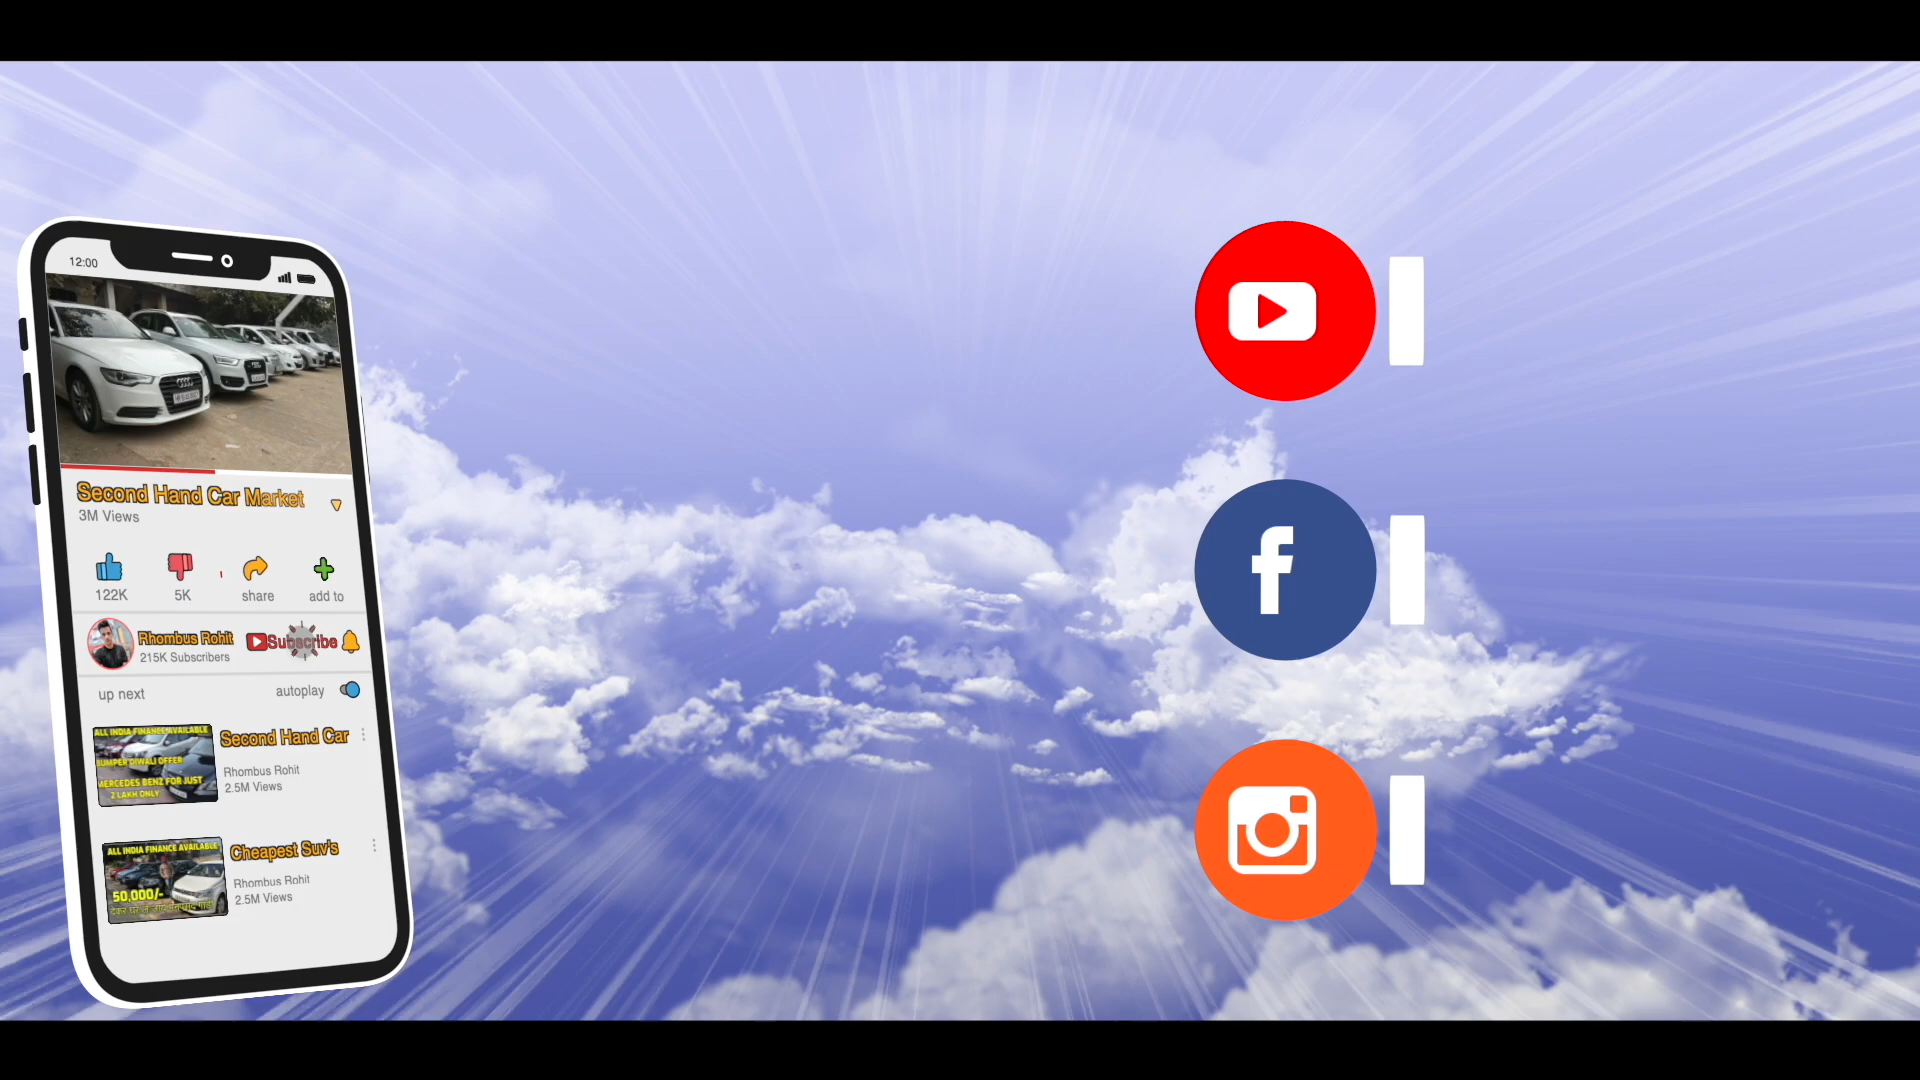 12:00
Second Hand Car Market
3M Views
122K
5K
share
add to
Rhombus Rohit
215K Subscribers
Subscribe
up next
autoplay
ALL INDIA FINANCE AVAILABLE
BUMPER DIWALI OFFER
MERCEDES BENZ FOR JUST
2 LAKH ONLY
Second Hand Car
Rhombus Rohit
2.5M Views
ALL INDIA FINANCE AVAILABLE
50,000/-
Cheapest Suv's
Rhombus Rohit
2.5M Views